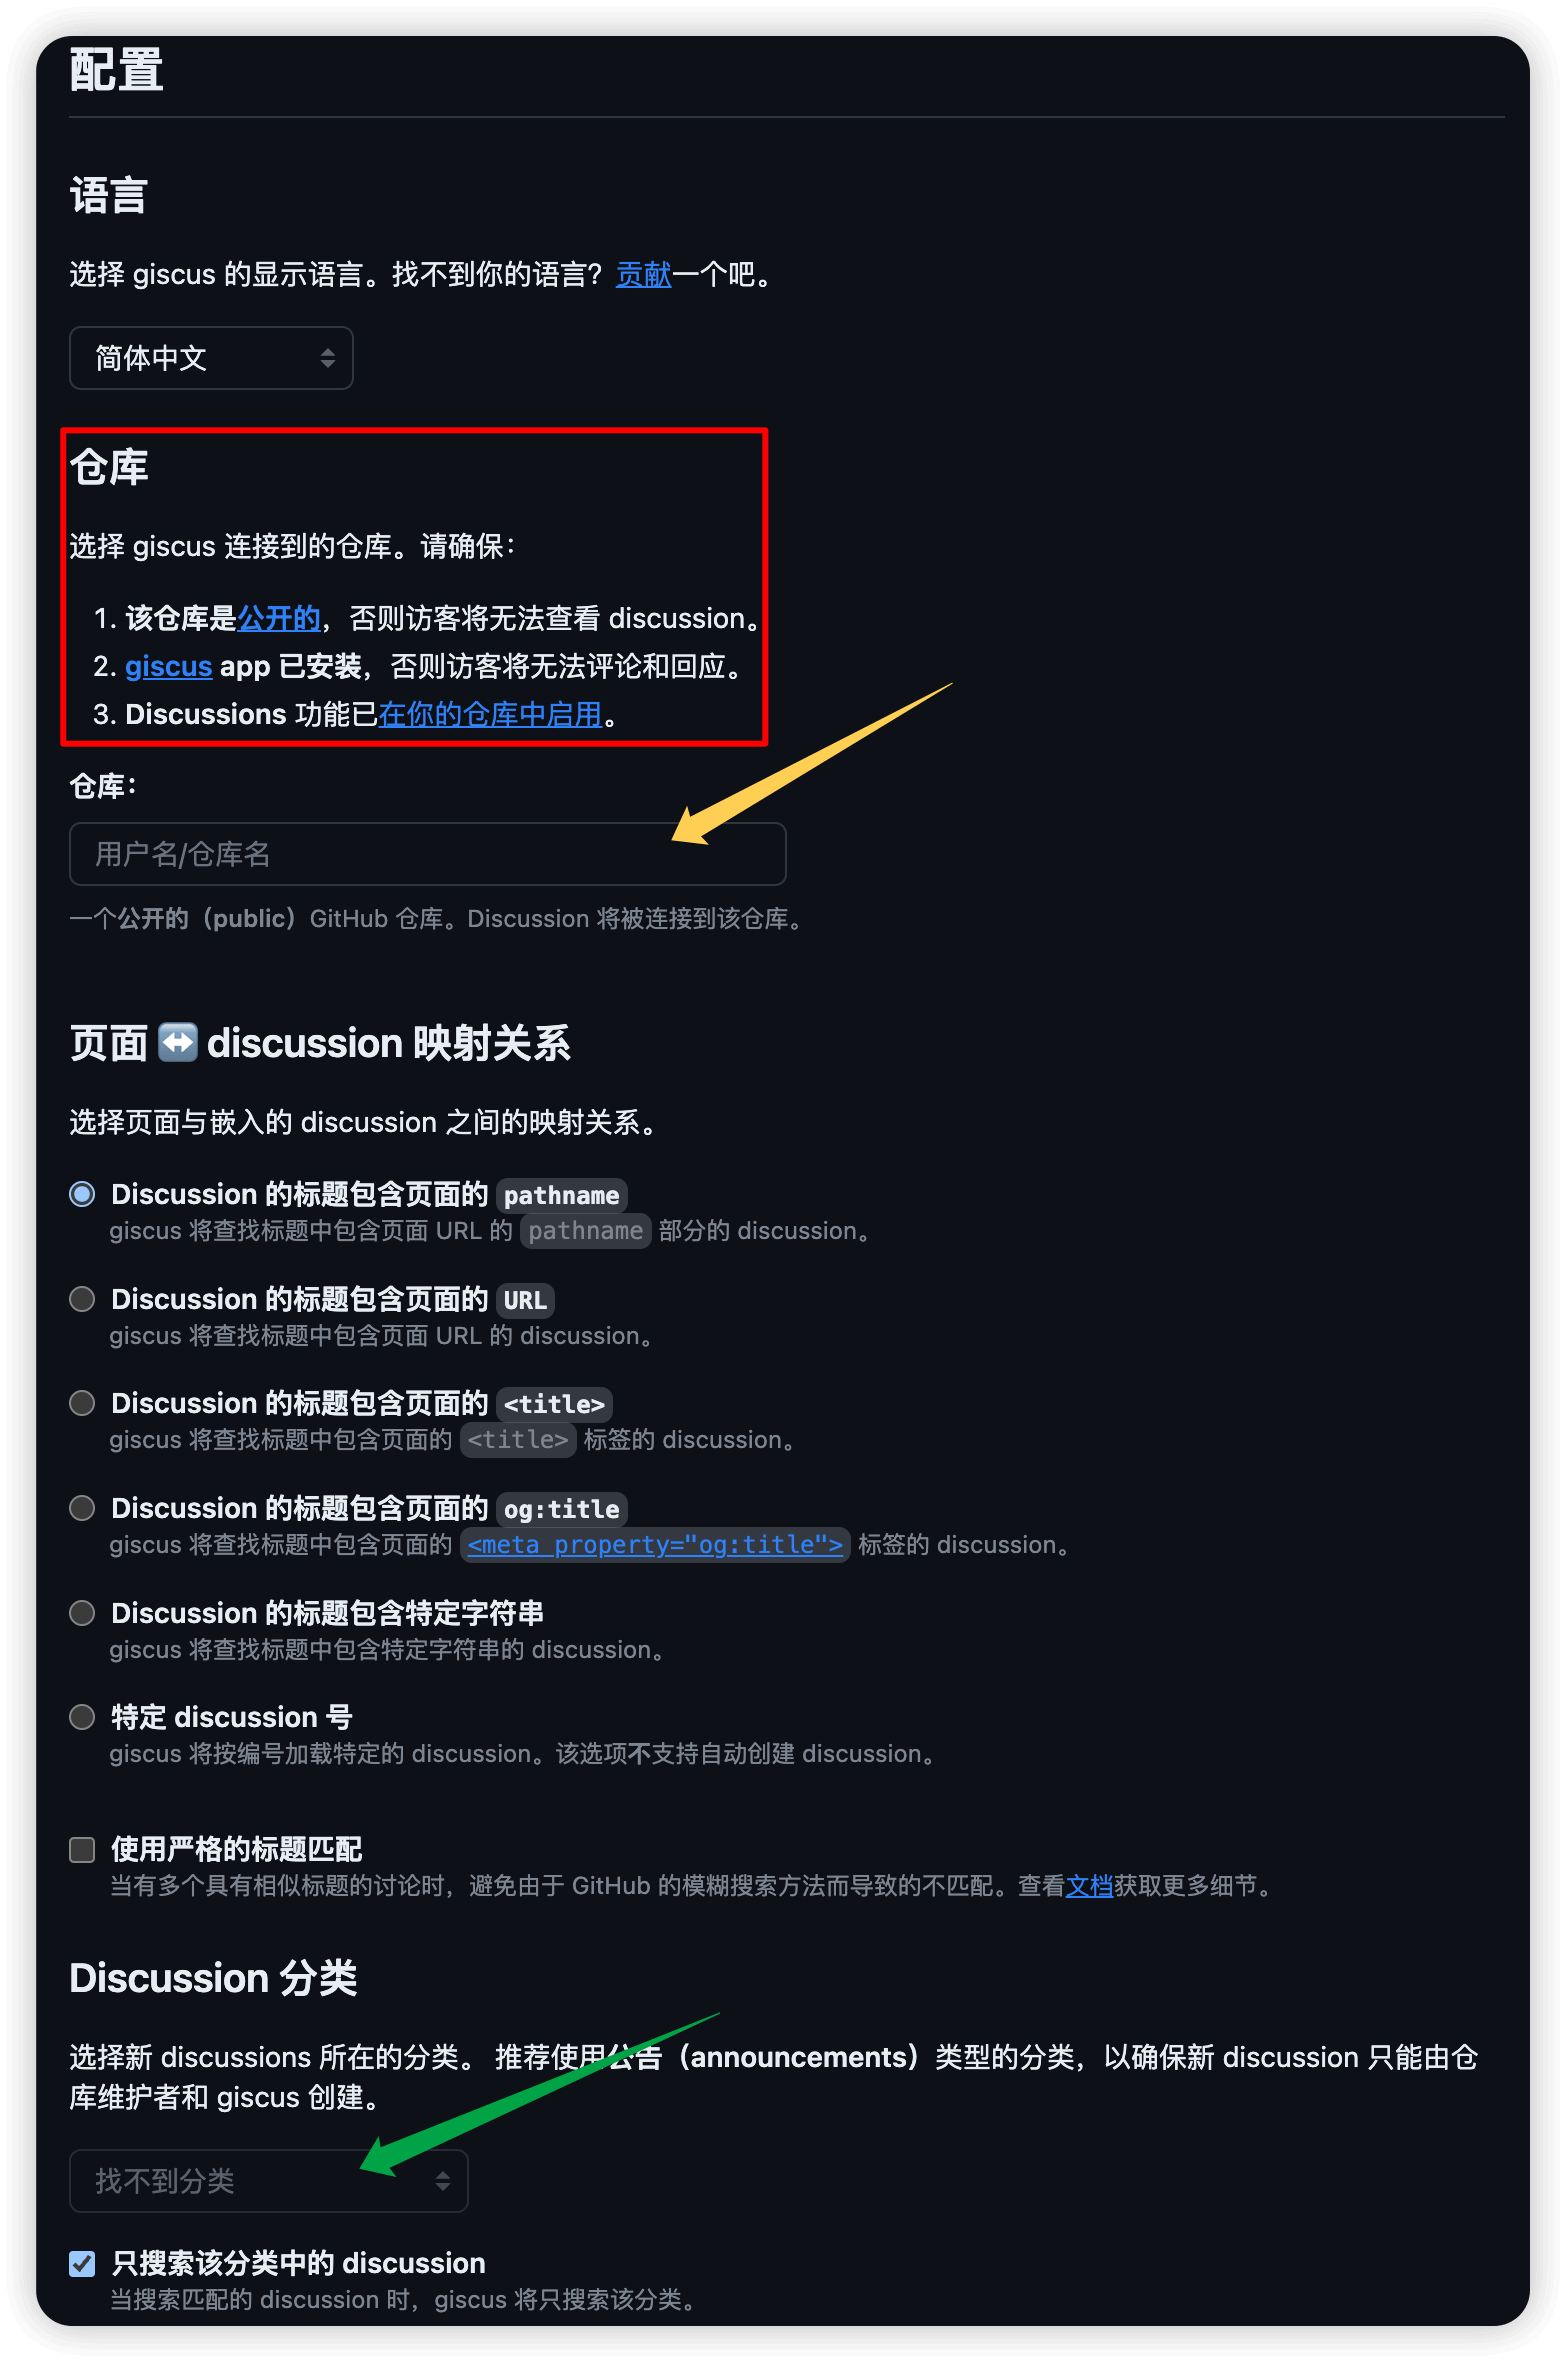 配置
语言
选择 giscus 的显示语言。找不到你的语言？贡献一个吧。
简体中文
仓库
选择 giscus 连接到的仓库。请确保：
1. 该仓库是公开的，否则访客将无法查看 discussion。
2. giscus app 已安装，否则访客将无法评论和回应。
3. Discussions 功能已在你的仓库中启用。
仓库：
用户名/仓库名
一个公开的（public）GitHub 仓库。Discussion 将被连接到该仓库。
页面 ↔️ discussion 映射关系
选择页面与嵌入的 discussion 之间的映射关系。
Discussion 的标题包含页面的 pathname
giscus 将查找标题中包含页面 URL 的 pathname 部分的 discussion。
Discussion 的标题包含页面的 URL
giscus 将查找标题中包含页面 URL 的 discussion。
Discussion 的标题包含页面的 <title>
giscus 将查找标题中包含页面的 <title> 标签的 discussion。
Discussion 的标题包含页面的 og:title
giscus 将查找标题中包含页面的 <meta property="og:title"> 标签的 discussion。
Discussion 的标题包含特定字符串
giscus 将查找标题中包含特定字符串的 discussion。
特定 discussion 号
giscus 将按编号加载特定的 discussion。该选项不支持自动创建 discussion。
使用严格的标题匹配
当有多个具有相似标题的讨论时，避免由于 GitHub 的模糊搜索方法而导致的不匹配。查看文档获取更多细节。
Discussion 分类
选择新 discussions 所在的分类。 推荐使用公告（announcements）类型的分类，以确保新 discussion 只能由仓
库维护者和 giscus 创建。
找不到分类
只搜索该分类中的 discussion
当搜索匹配的 discussion 时，giscus 将只搜索该分类。